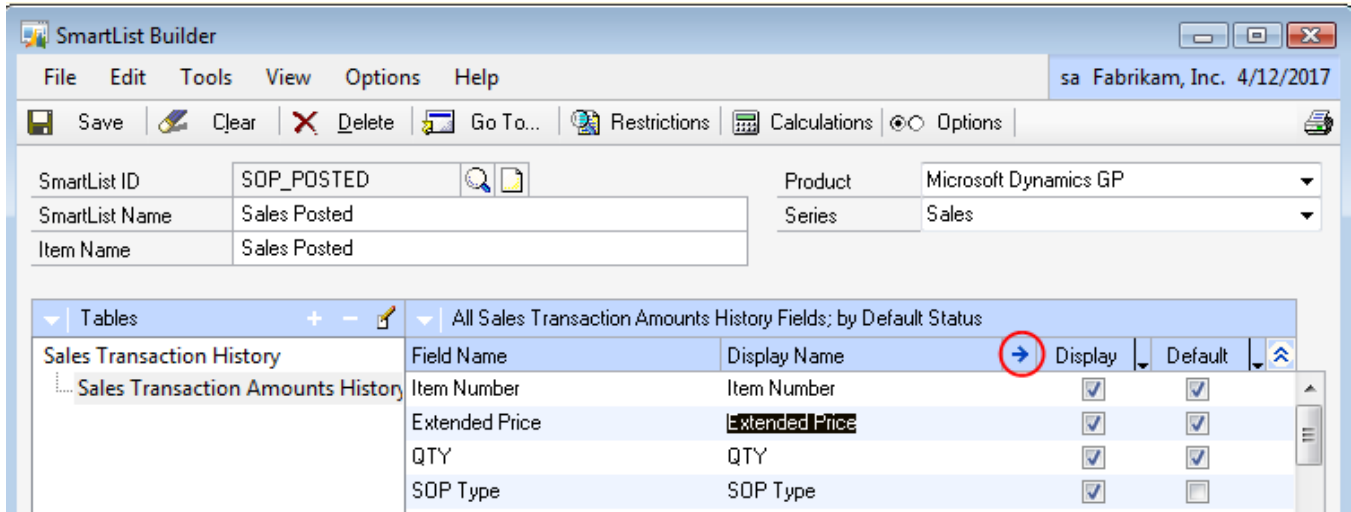 SmartList Builder
File Edit Tools View Options Help sa Fabrikam, Inc. 4/12/2017
Save Clear Delete Go To... Restrictions Calculations Options
SmartList ID SOP_POSTED Product Microsoft Dynamics GP
SmartList Name Sales Posted Series Sales
Item Name Sales Posted
Tables All Sales Transaction Amounts History Fields; by Default Status
Sales Transaction History Field Name Display Name Display Default
Sales Transaction Amounts History Item Number Item Number
Extended Price Extended Price
QTY QTY
SOP Type SOP Type